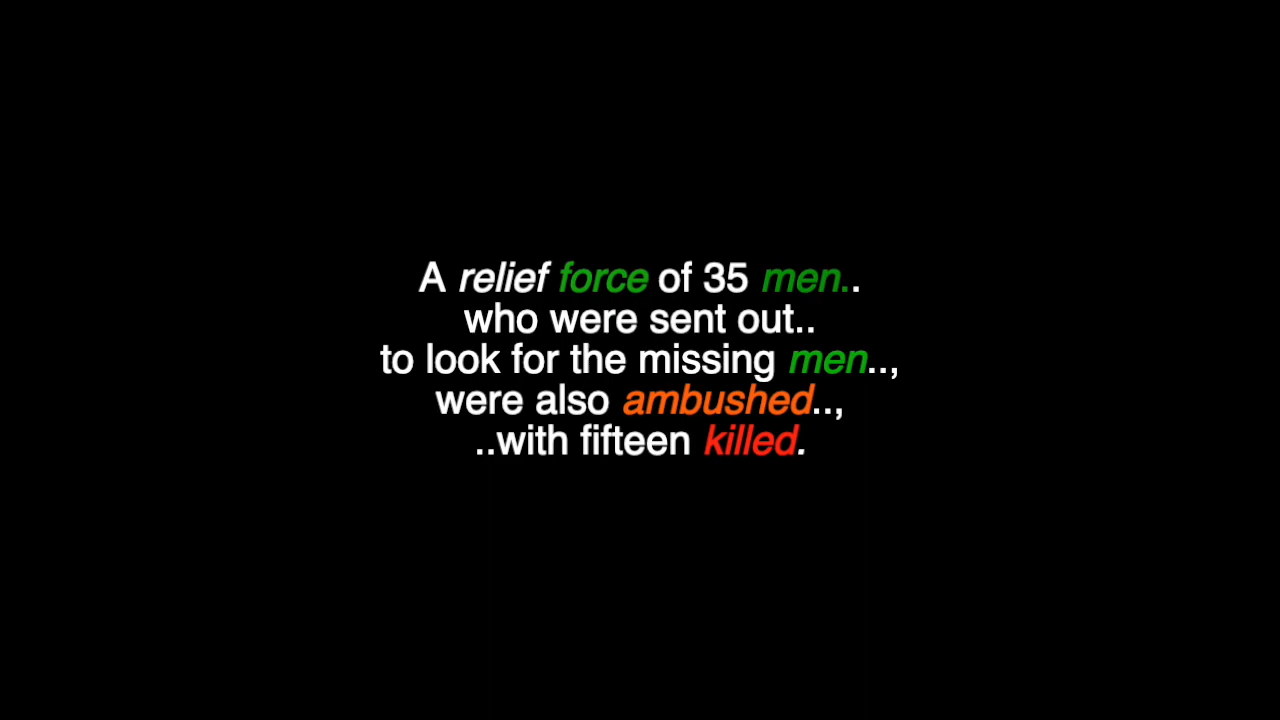 A relief force of 35 men..
who were sent out..
to look for the missing men..,
were also ambushed..,
..with fifteen killed.